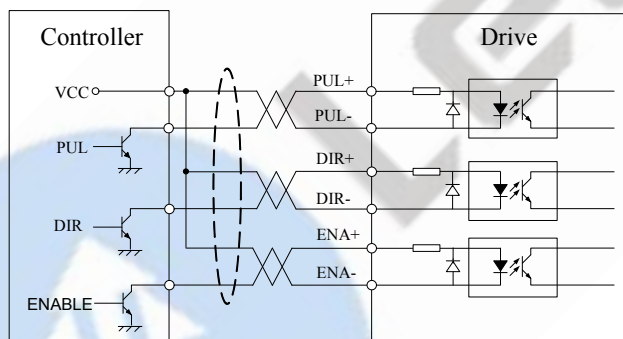 Controller
Drive
VCC
PUL
DIR
ENABLE
PUL+
PUL-
DIR+
DIR-
ENA+
ENA-